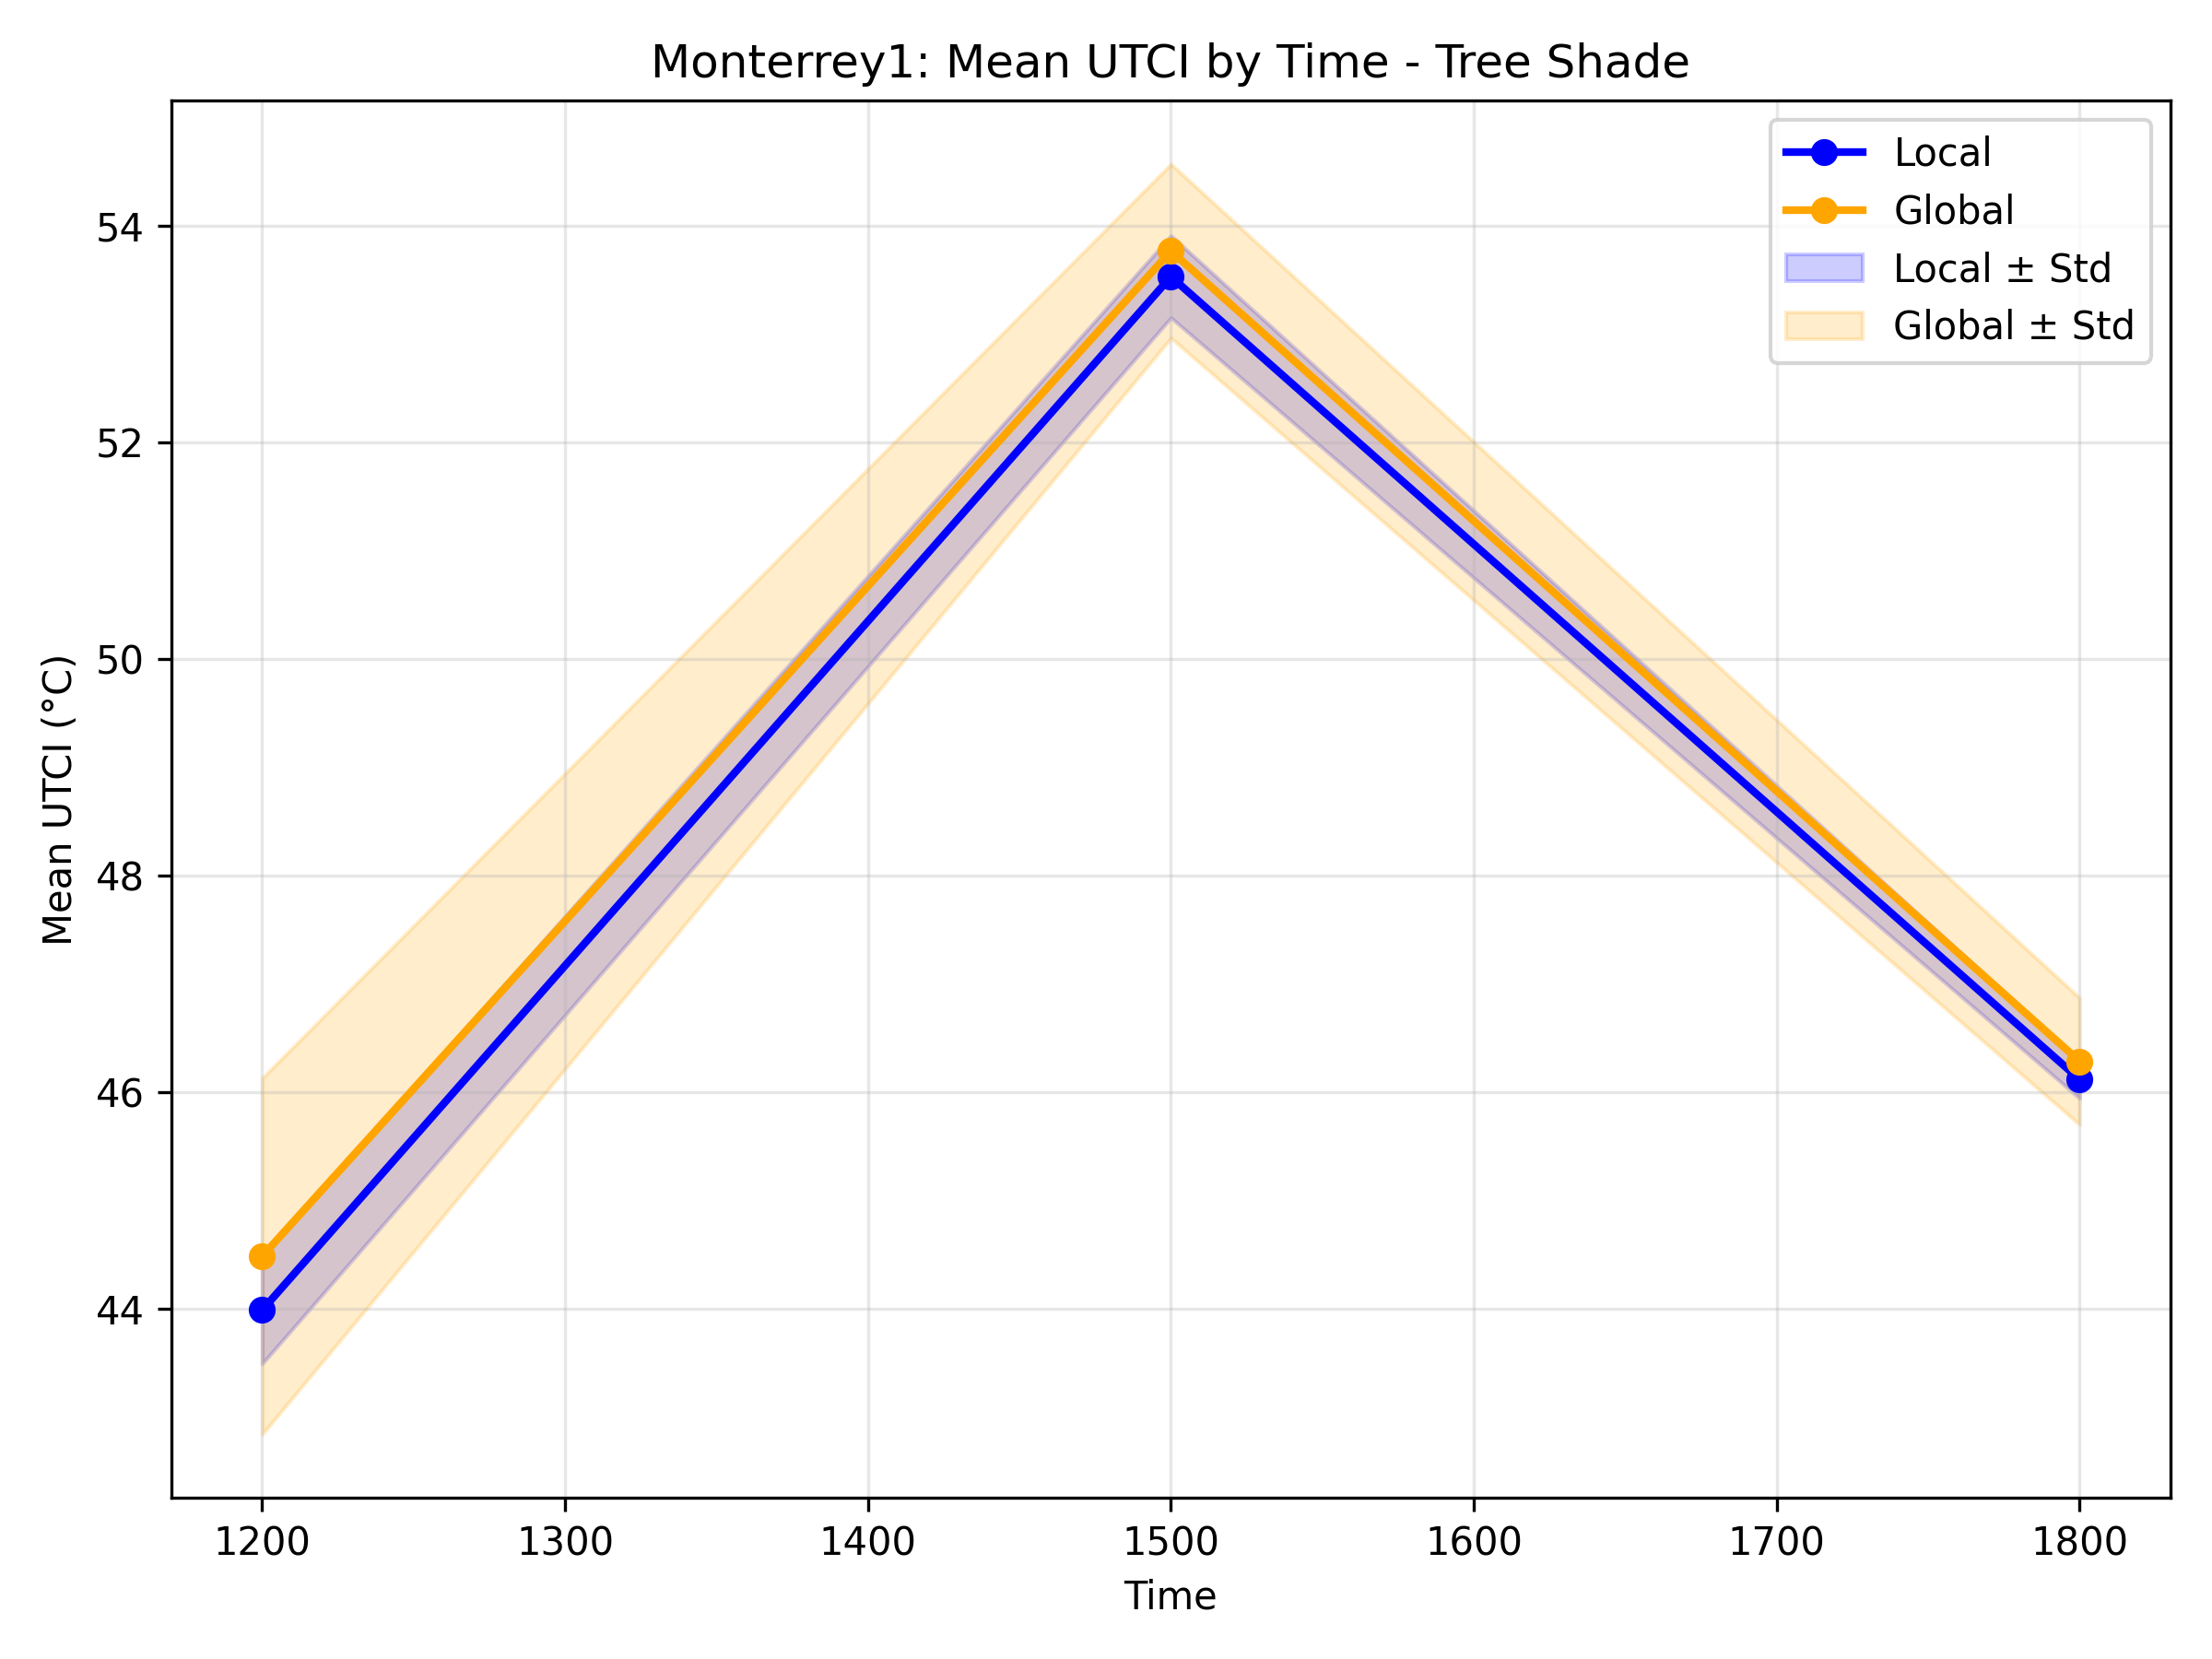 Monterrey1: Mean UTCI by Time - Tree Shade
Local
Global
Local ± Std
Global ± Std
Mean UTCI (°C)
54
52
50
48
46
44
1200 1300 1400 1500 1600 1700 1800
Time